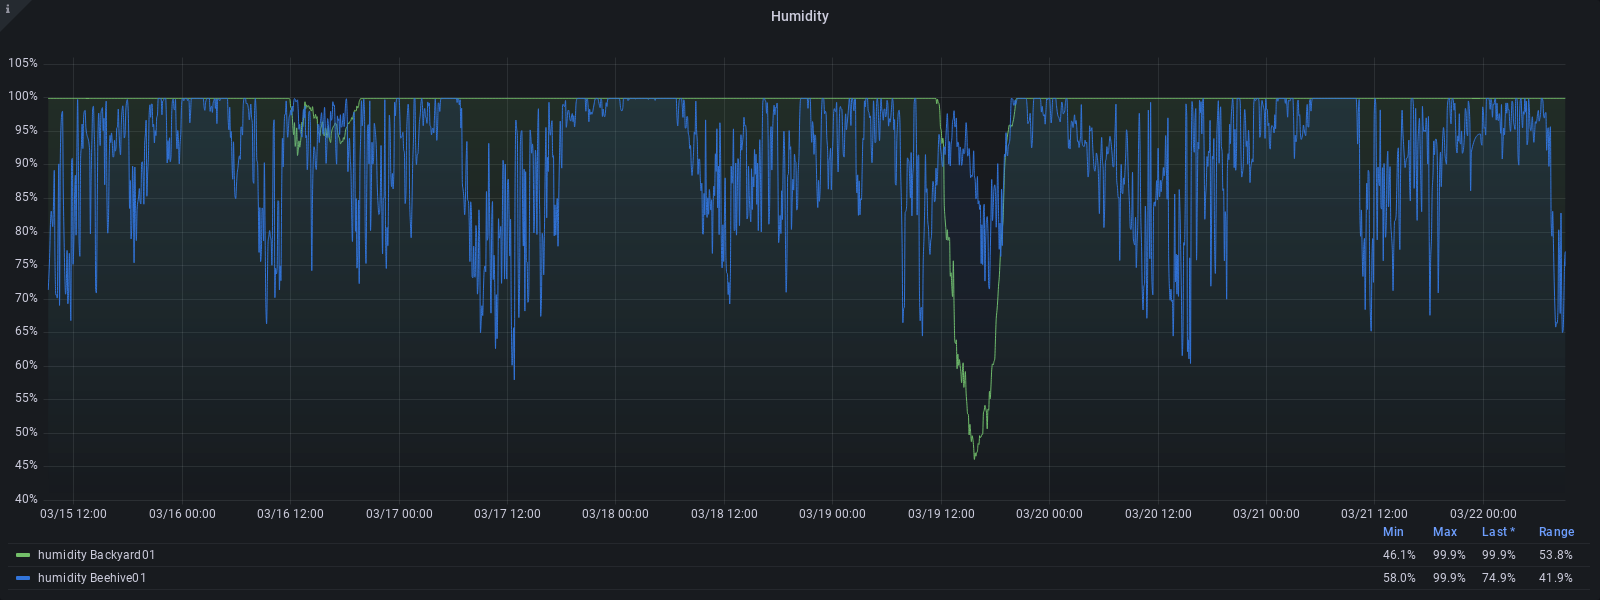 i
Humidity
105%
100%
95%
90%
85%
80%
75%
70%
65%
60%
55%
50%
45%
40%
03/15 12:00 03/16 00:00 03/16 12:00 03/17 00:00 03/17 12:00 03/18 00:00 03/18 12:00 03/19 00:00 03/19 12:00 03/20 00:00 03/20 12:00 03/21 00:00 03/21 12:00 03/22 00:00
Min Max Last * Range
humidity Backyard01 46.1% 99.9% 99.9% 53.8%
humidity Beehive01 58.0% 99.9% 74.9% 41.9%